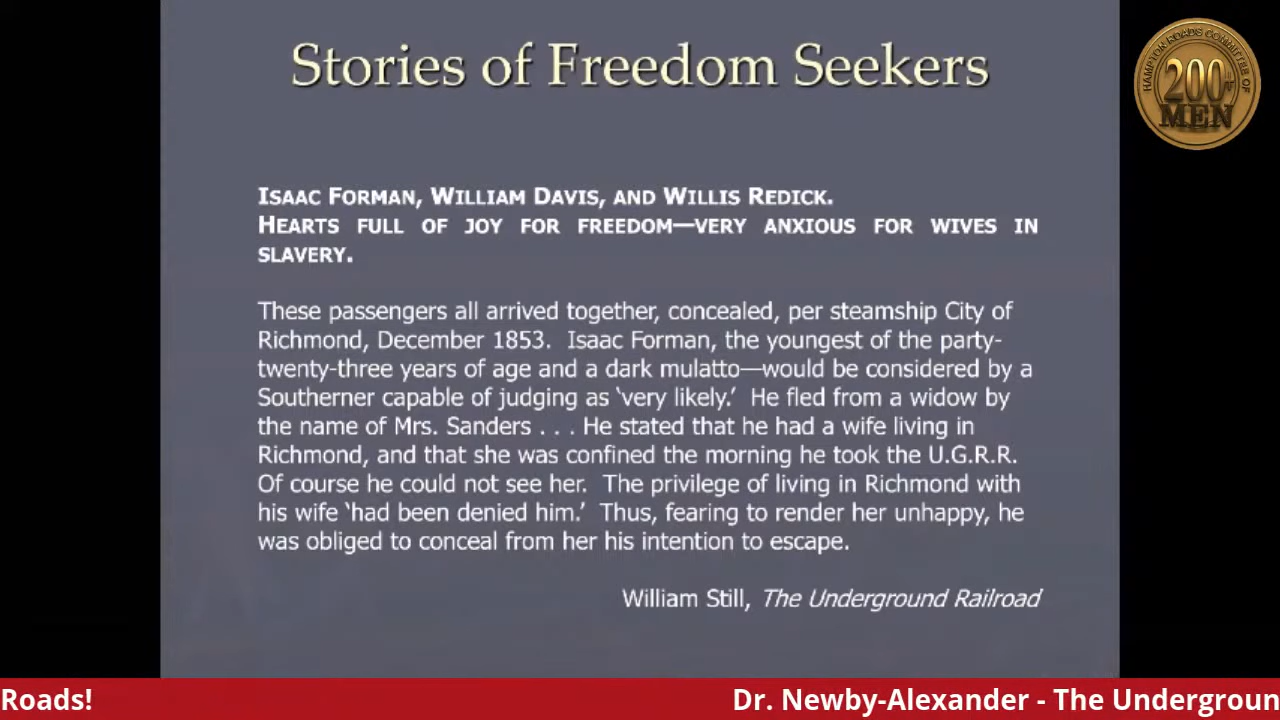 Stories of Freedom Seekers
HAMPTON ROADS COMMITTEE OF
200+
MEN
ISAAC FORMAN, WILLIAM DAVIS, AND WILLIS REDICK.
HEARTS FULL OF JOY FOR FREEDOM—VERY ANXIOUS FOR WIVES IN
SLAVERY.
These passengers all arrived together, concealed, per steamship City of
Richmond, December 1853. Isaac Forman, the youngest of the party-
twenty-three years of age and a dark mulatto—would be considered by a
Southerner capable of judging as ‘very likely.’ He fled from a widow by
the name of Mrs. Sanders . . . He stated that he had a wife living in
Richmond, and that she was confined the morning he took the U.G.R.R.
Of course he could not see her. The privilege of living in Richmond with
his wife ‘had been denied him.’ Thus, fearing to render her unhappy, he
was obliged to conceal from her his intention to escape.
William Still, The Underground Railroad
Roads! Dr. Newby-Alexander - The Undergroun